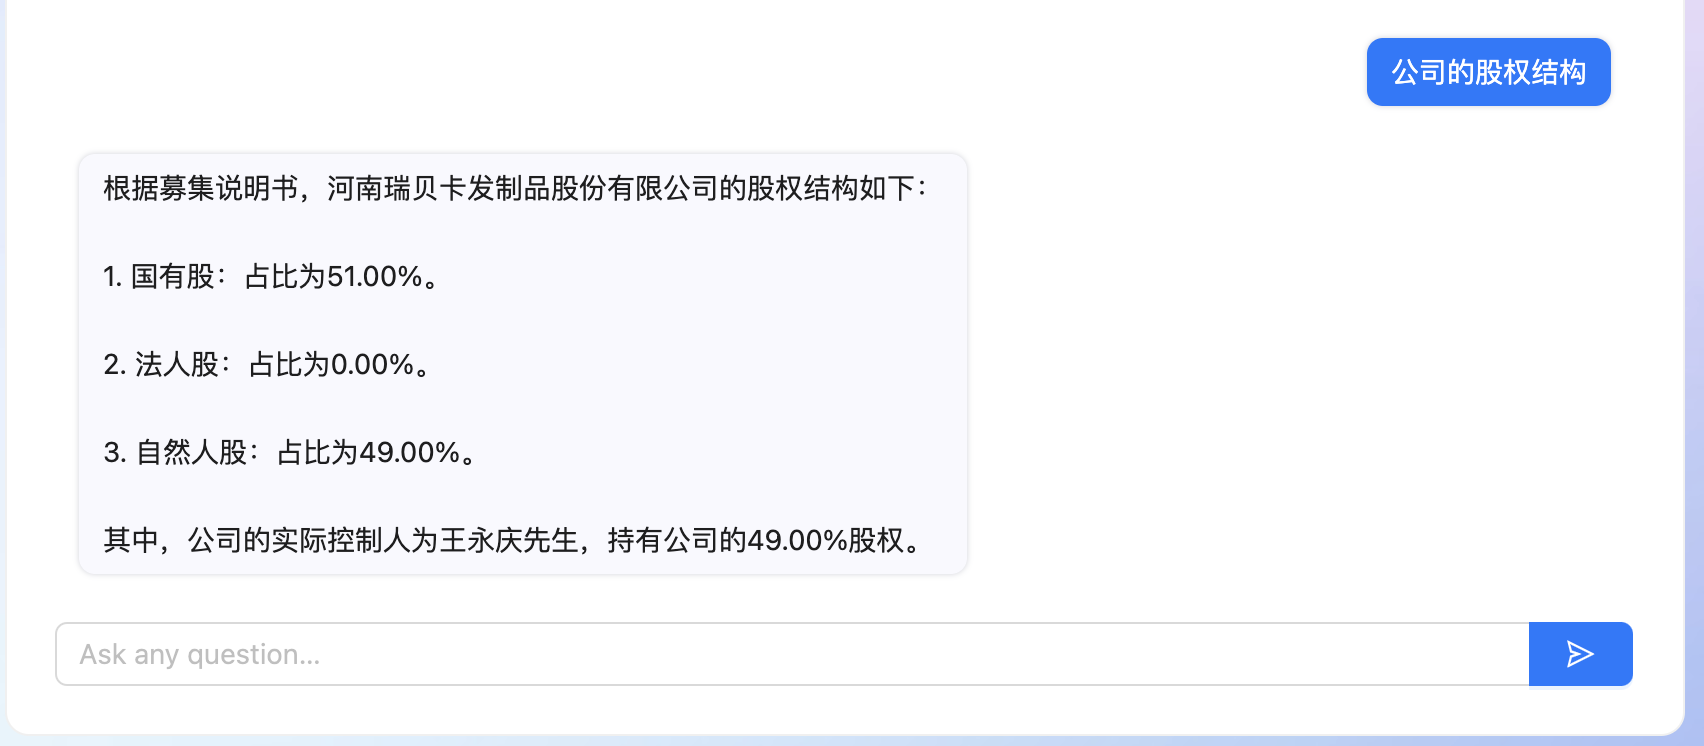 公司的股权结构
根据募集说明书，河南瑞贝卡发制品股份有限公司的股权结构如下：
1. 国有股：占比为51.00%。
2. 法人股：占比为0.00%。
3. 自然人股：占比为49.00%。
其中，公司的实际控制人为王永庆先生，持有公司的49.00%股权。
Ask any question...